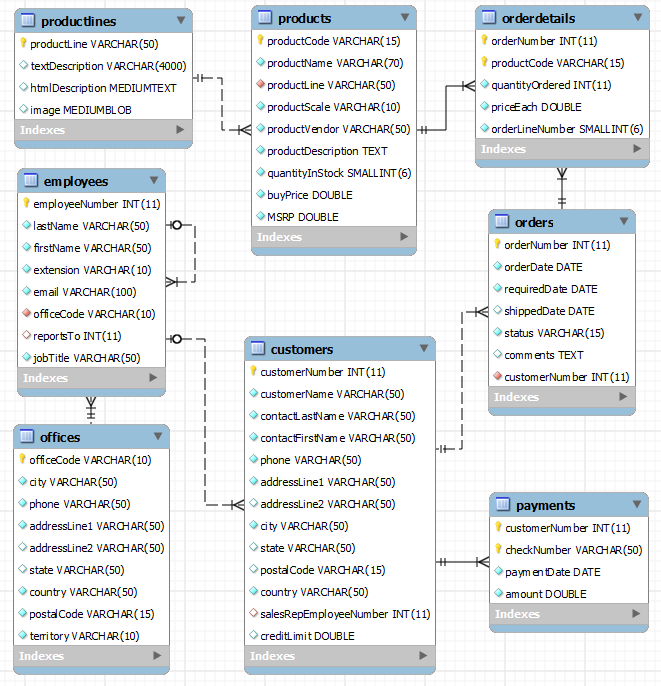 productlines
productLine VARCHAR(50)
textDescription VARCHAR(4000)
htmlDescription MEDIUMTEXT
image MEDIUMBLOB
Indexes
products
productCode VARCHAR(15)
productName VARCHAR(70)
productLine VARCHAR(50)
productScale VARCHAR(10)
productVendor VARCHAR(50)
productDescription TEXT
quantityInStock SMALLINT(6)
buyPrice DOUBLE
MSRP DOUBLE
Indexes
orderdetails
orderNumber INT(11)
productCode VARCHAR(15)
quantityOrdered INT(11)
priceEach DOUBLE
orderLineNumber SMALLINT(6)
Indexes
employees
employeeNumber INT(11)
lastName VARCHAR(50)
firstName VARCHAR(50)
extension VARCHAR(10)
email VARCHAR(100)
officeCode VARCHAR(10)
reportsTo INT(11)
jobTitle VARCHAR(50)
Indexes
orders
orderNumber INT(11)
orderDate DATE
requiredDate DATE
shippedDate DATE
status VARCHAR(15)
comments TEXT
customerNumber INT(11)
Indexes
customers
customerNumber INT(11)
customerName VARCHAR(50)
contactLastName VARCHAR(50)
contactFirstName VARCHAR(50)
phone VARCHAR(50)
addressLine1 VARCHAR(50)
addressLine2 VARCHAR(50)
city VARCHAR(50)
state VARCHAR(50)
postalCode VARCHAR(15)
country VARCHAR(50)
salesRepEmployeeNumber INT(11)
creditLimit DOUBLE
Indexes
offices
officeCode VARCHAR(10)
city VARCHAR(50)
phone VARCHAR(50)
addressLine1 VARCHAR(50)
addressLine2 VARCHAR(50)
state VARCHAR(50)
country VARCHAR(50)
postalCode VARCHAR(15)
territory VARCHAR(10)
Indexes
payments
customerNumber INT(11)
checkNumber VARCHAR(50)
paymentDate DATE
amount DOUBLE
Indexes